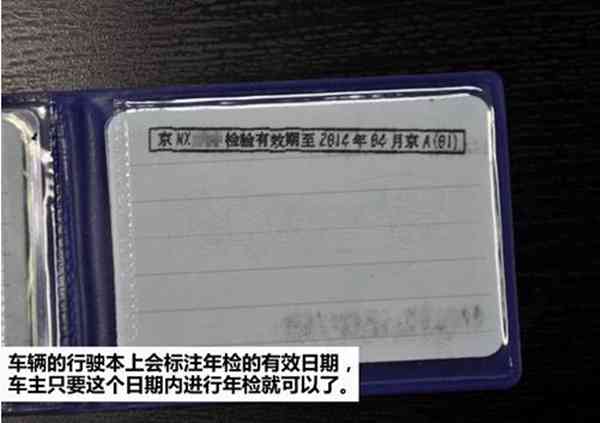 京NX 检验有效期至2014年04月京A(01)
车辆的行驶本上会标注年检的有效日期，
车主只要这个日期内进行年检就可以了。